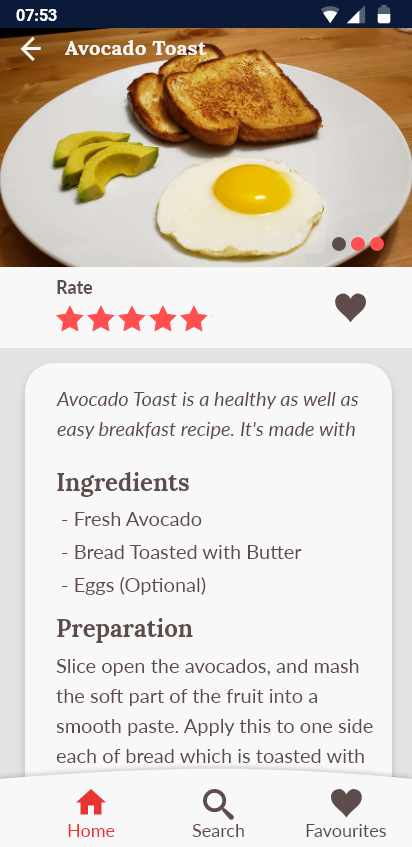 07:53
Avocado Toast
Rate
Avocado Toast is a healthy as well as
easy breakfast recipe. It's made with
Ingredients
- Fresh Avocado
- Bread Toasted with Butter
- Eggs (Optional)
Preparation
Slice open the avocados, and mash
the soft part of the fruit into a
smooth paste. Apply this to one side
each of bread which is toasted with
Home
Search
Favourites